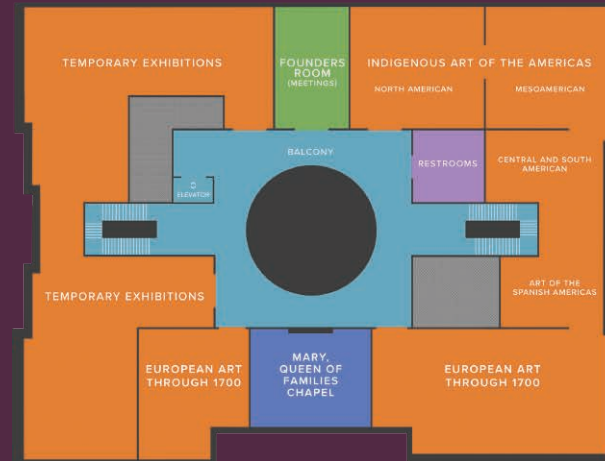 TEMPORARY EXHIBITIONS
FOUNDERS
ROOM
(MEETINGS)
INDIGENOUS ART OF THE AMERICAS
NORTH AMERICAN
MESOAMERICAN
BALCONY
RESTROOMS
CENTRAL AND SOUTH
AMERICAN
ELEVATOR
TEMPORARY EXHIBITIONS
ART OF THE
SPANISH AMERICAS
EUROPEAN ART
THROUGH 1700
MARY,
QUEEN OF
FAMILIES
CHAPEL
EUROPEAN ART
THROUGH 1700